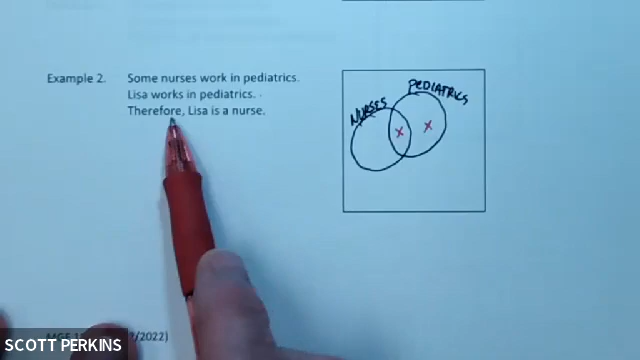 Example 2. Some nurses work in pediatrics.
Lisa works in pediatrics.
Therefore, Lisa is a nurse.
NURSES
PEDIATRICS
x x
/2022)
SCOTT PERKINS